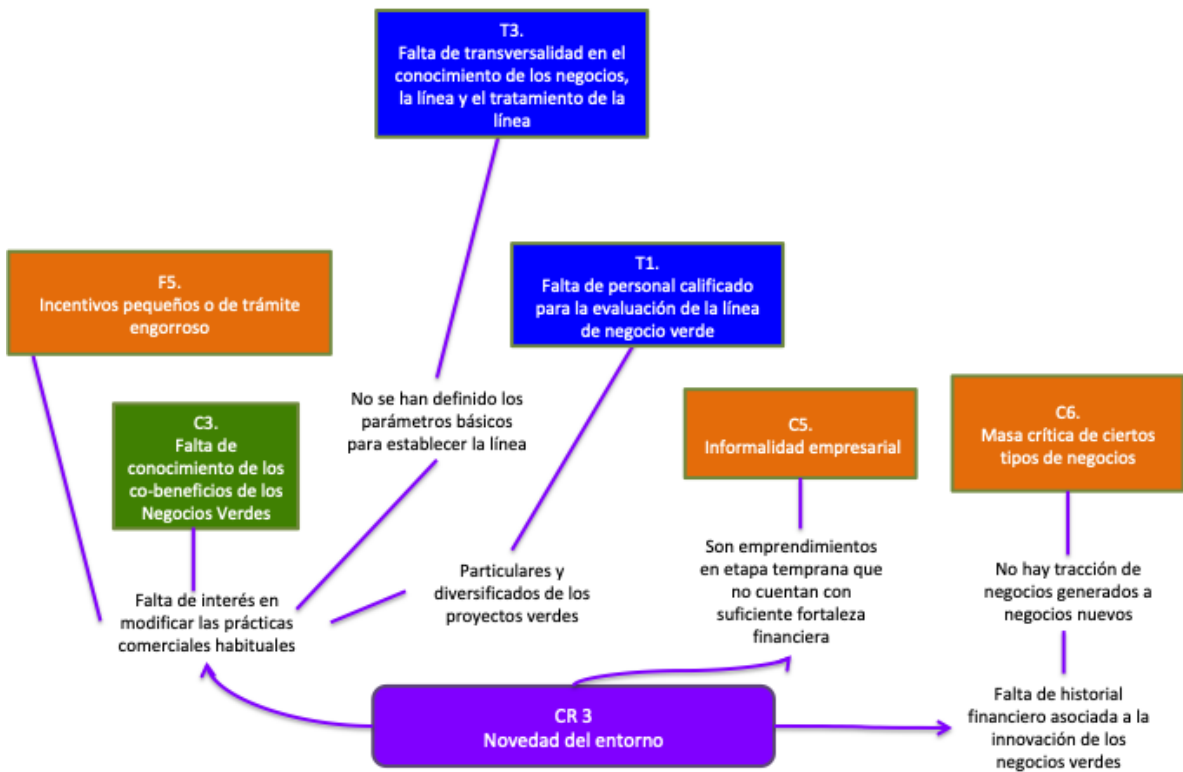 T3.
Falta de transversalidad en el
conocimiento de los negocios,
la línea y el tratamiento de la
línea
F5.
Incentivos pequeños o de trámite
engorroso
T1.
Falta de personal calificado
para la evaluación de la línea
de negocio verde
No se han definido los
parámetros básicos
para establecer la línea
C3.
Falta de
conocimiento de los
co-beneficios de los
Negocios Verdes
C5.
Informalidad empresarial
C6.
Masa crítica de ciertos
tipos de negocios
Falta de interés en
modificar las prácticas
comerciales habituales
Particulares y
diversificados de los
proyectos verdes
Son emprendimientos
en etapa temprana que
no cuentan con
suficiente fortaleza
financiera
No hay tracción de
negocios generados a
negocios nuevos
Falta de historial
financiero asociada a la
innovación de los
negocios verdes
CR 3
Novedad del entorno